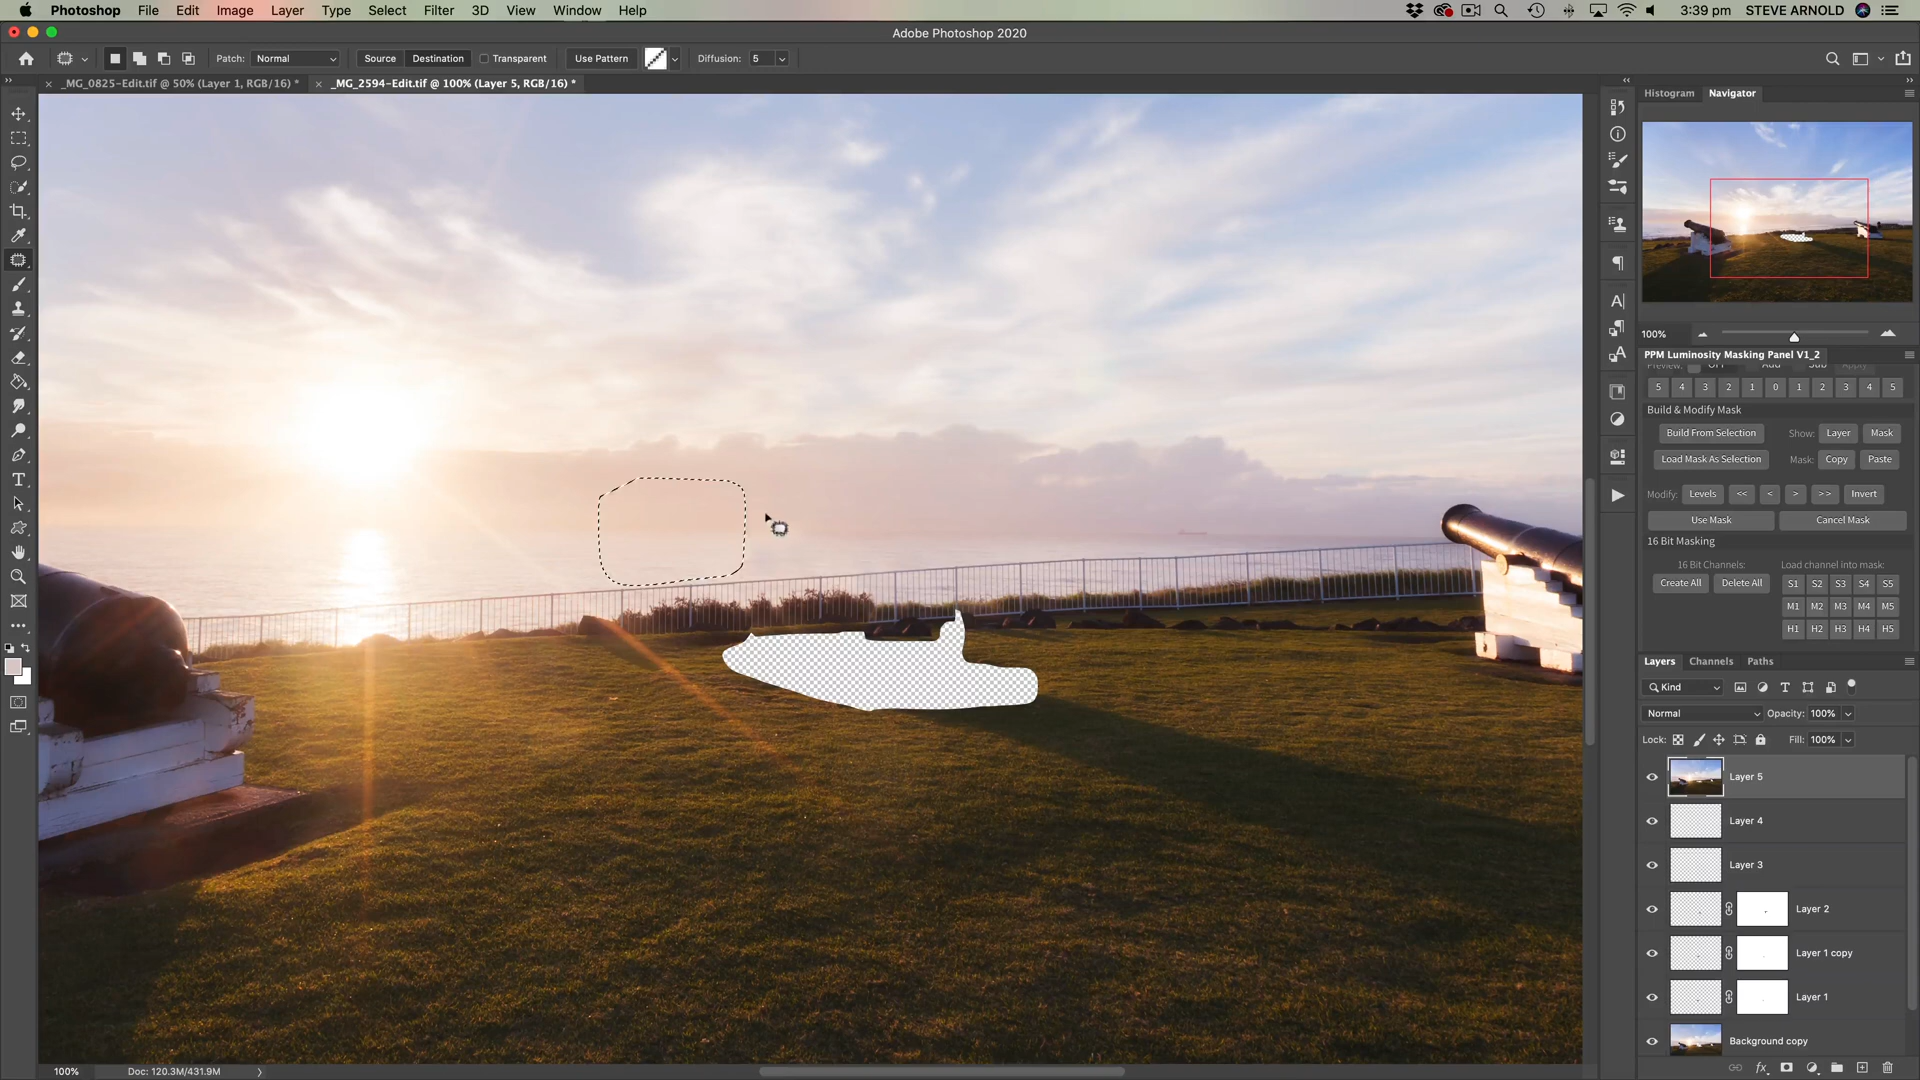 Photoshop File Edit Image Layer Type Select Filter 3D View Window Help 3:39 pm STEVE ARNOLD
Adobe Photoshop 2020
Patch: Normal Source Destination Transparent Use Pattern Diffusion: 5
_MG_0825-Edit.tif @ 50% (Layer 1, RGB/16) * _MG_2594-Edit.tif @ 100% (Layer 5, RGB/16) *
Histogram Navigator
100%
PPM Luminosity Masking Panel V1_2
Preview: OFF Add Sub Apply
5 4 3 2 1 0 1 2 3 4 5
Build & Modify Mask
Build From Selection Show: Layer Mask
Load Mask As Selection Mask: Copy Paste
Modify: Levels << < > >> Invert
Use Mask Cancel Mask
16 Bit Masking
16 Bit Channels: Load channel into mask:
Create All Delete All S1 S2 S3 S4 S5
M1 M2 M3 M4 M5
H1 H2 H3 H4 H5
Layers Channels Paths
Kind
Normal Opacity: 100%
Lock: Fill: 100%
Layer 5
Layer 4
Layer 3
Layer 2
Layer 1 copy
Layer 1
Background copy
100% Doc: 120.3M/431.9M